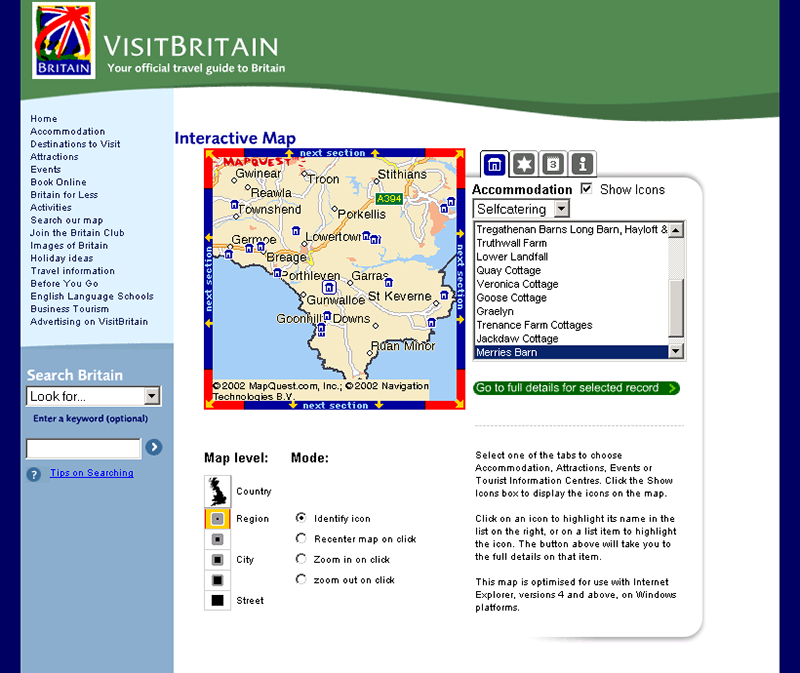 BRITAIN
VISITBRITAIN
Your official travel guide to Britain
Home
Accommodation
Destinations to Visit
Attractions
Events
Book Online
Britain for Less
Activities
Search our map
Join the Britain Club
Images of Britain
Holiday ideas
Travel information
Before You Go
English Language Schools
Business Tourism
Advertising on VisitBritain
Search Britain
Look for...
Enter a keyword (optional)
? Tips on Searching
Interactive Map
next section
MAPQUEST
Gwinear
Troon
Stithians
Reawla
A394
Townshend
Porkellis
Germoe
Lowertown
Breage
next section
next section
Porthleven
Garras
Gunwalloe
St Keverne
Goonhilly Downs
Ruan Minor
©2002 MapQuest.com, Inc.; ©2002 Navigation
Technologies B.V.
next section
Map level:
Mode:
Country
Region
City
Street
Identify icon
Recenter map on click
Zoom in on click
zoom out on click
3
i
Accommodation
Show Icons
Selfcatering
Tregathenan Barns Long Barn, Hayloft &
Truthwall Farm
Lower Landfall
Quay Cottage
Veronica Cottage
Goose Cottage
Graelyn
Trenance Farm Cottages
Jackdaw Cottage
Merries Barn
Go to full details for selected record
Select one of the tabs to choose
Accommodation, Attractions, Events or
Tourist Information Centres. Click the Show
Icons box to display the icons on the map.
Click on an icon to highlight its name in the
list on the right, or on a list item to highlight
the icon. The button above will take you to
the full details on that item.
This map is optimised for use with Internet
Explorer, versions 4 and above, on Windows
platforms.